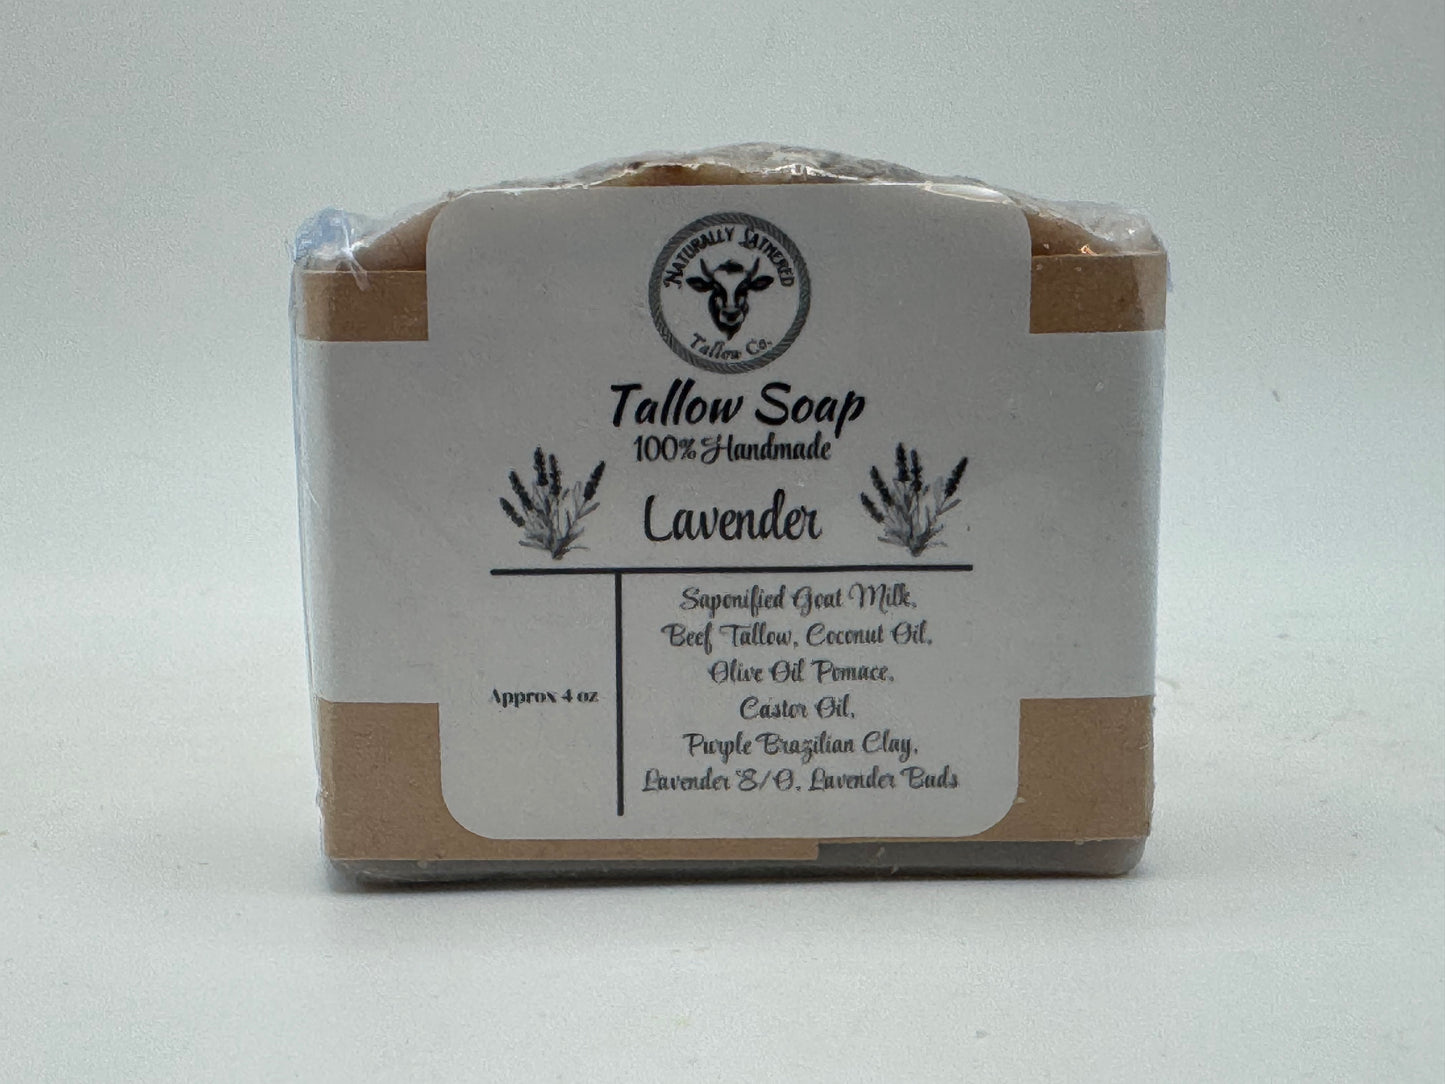 Naturally Lathered
Tallow Co.
Tallow Soap
100% Handmade
Lavender
Approx 4 oz
Saponified Goat Milk,
Beef Tallow, Coconut Oil,
Olive Oil Pomace,
Castor Oil,
Purple Brazilian Clay,
Lavender E/O, Lavender Buds